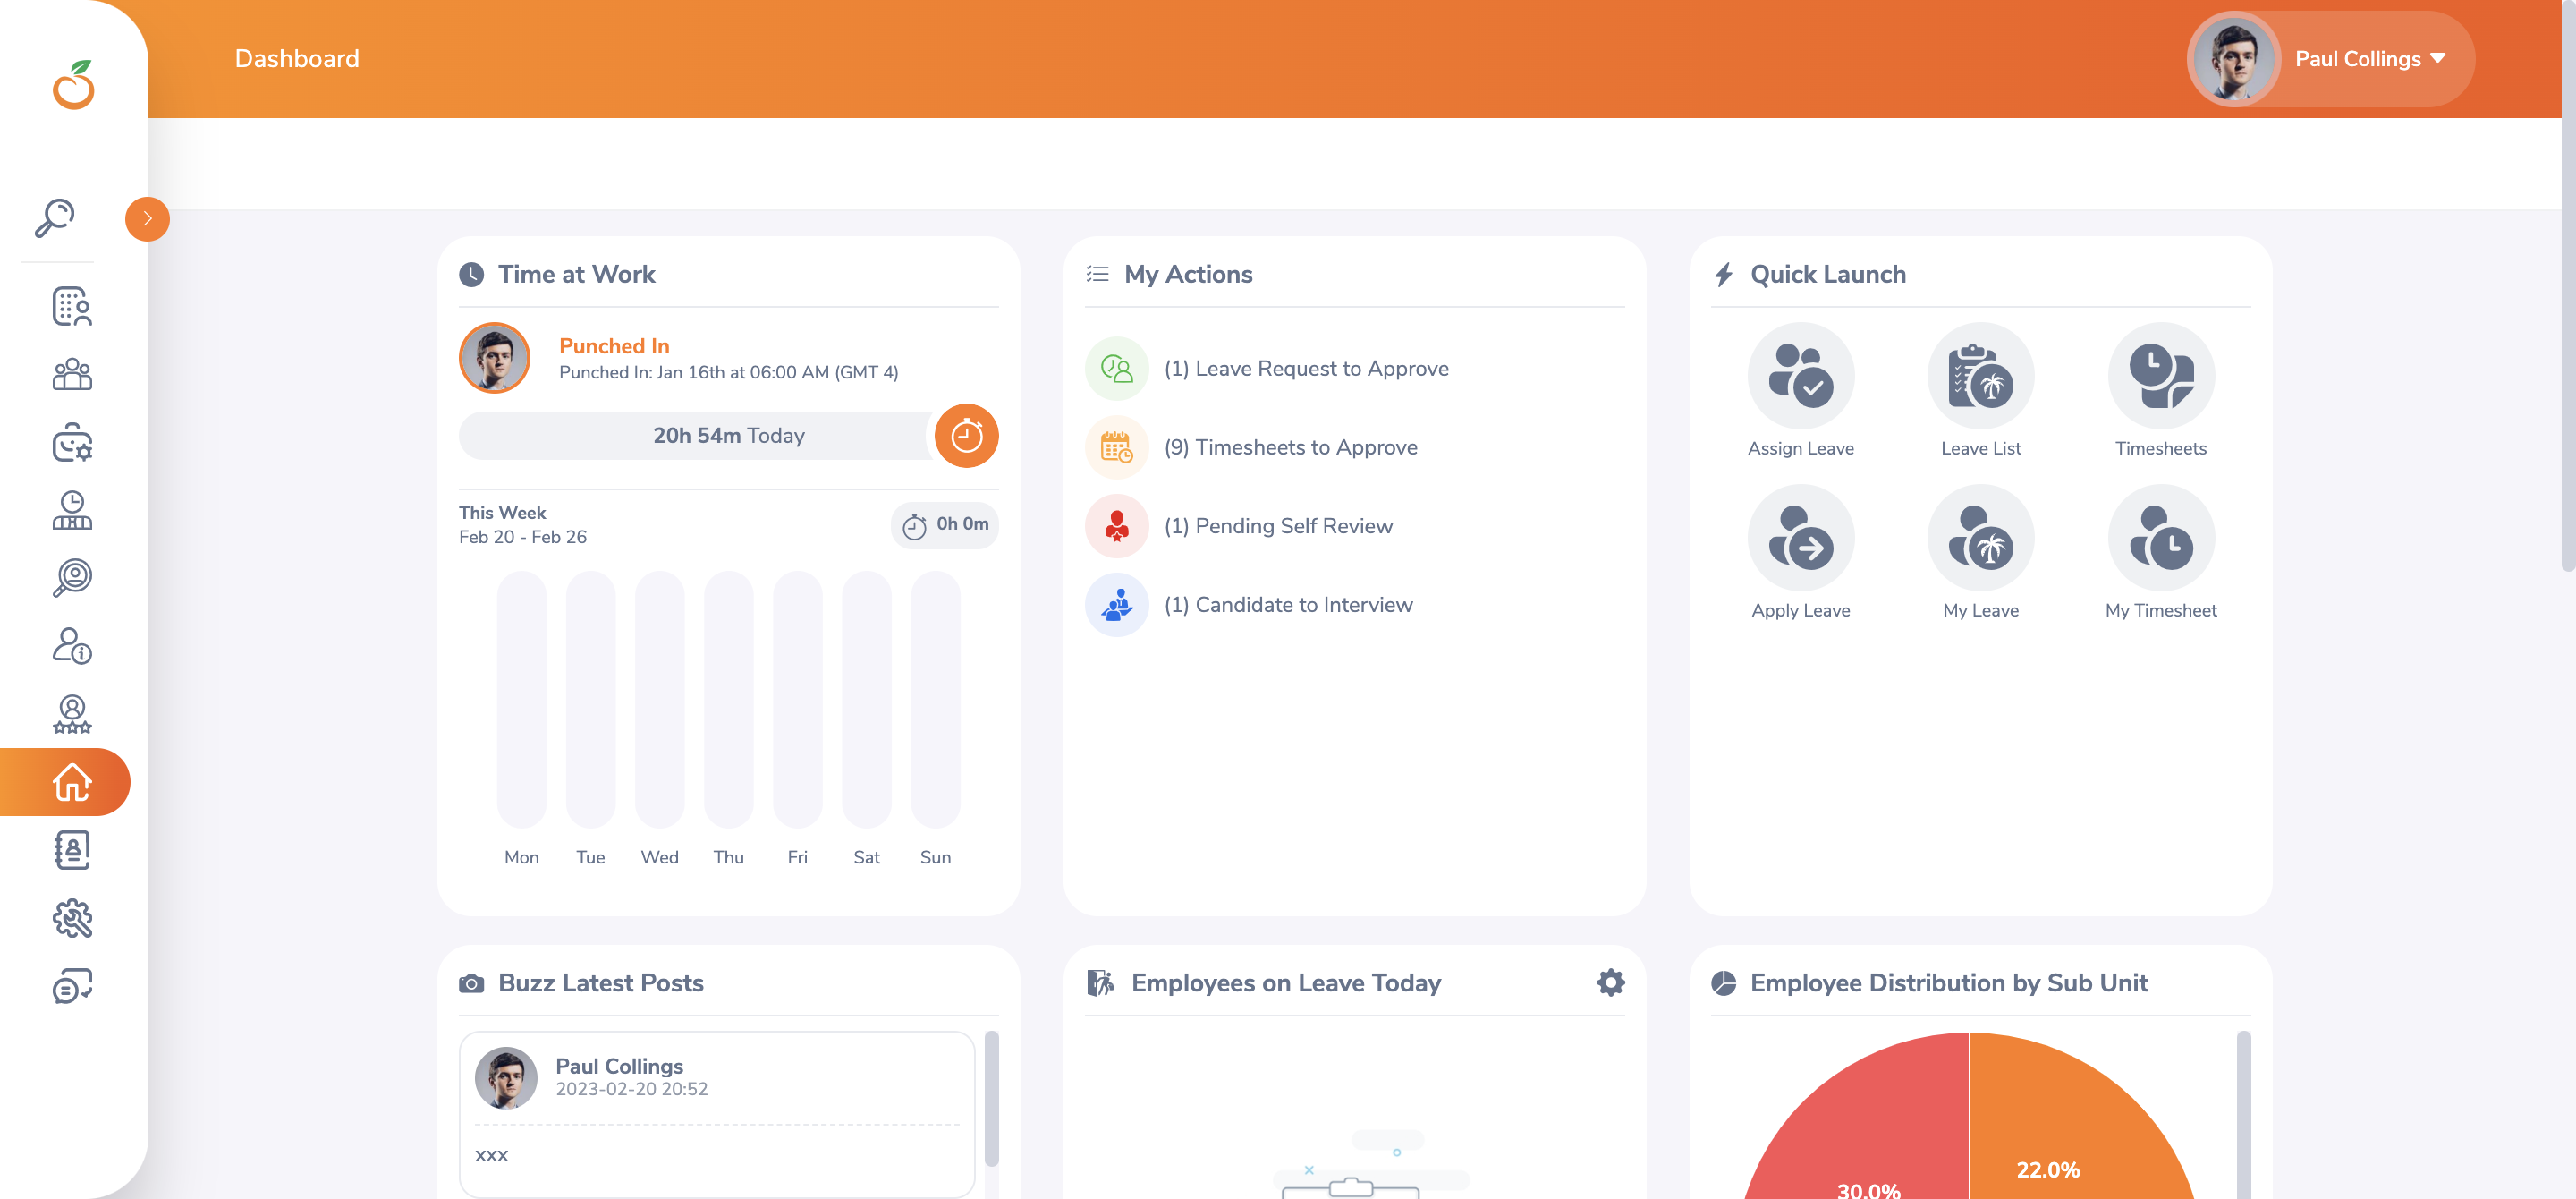 Dashboard
Paul Collings
Time at Work
Punched In
Punched In: Jan 16th at 06:00 AM (GMT 4)
20h 54m Today
This Week
Feb 20 - Feb 26
0h 0m
Mon Tue Wed Thu Fri Sat Sun
My Actions
(1) Leave Request to Approve
(9) Timesheets to Approve
(1) Pending Self Review
(1) Candidate to Interview
Quick Launch
Assign Leave
Leave List
Timesheets
Apply Leave
My Leave
My Timesheet
Buzz Latest Posts
Paul Collings
2023-02-20 20:52
xxx
Employees on Leave Today
Employee Distribution by Sub Unit
22.0%
30.0%